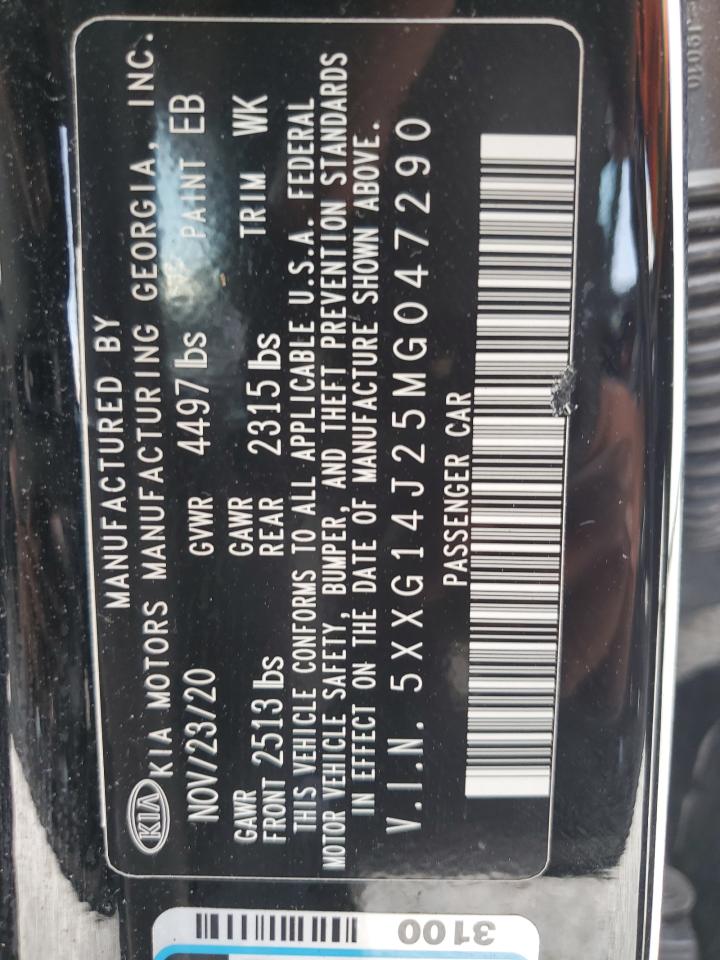 MANUFACTURED BY
KIA KIA MOTORS MANUFACTURING GEORGIA, INC.
NOV/23/20 GVWR 4497 lbs PAINT EB
GAWR FRONT 2513 lbs GAWR REAR 2315 lbs TRIM WK
THIS VEHICLE CONFORMS TO ALL APPLICABLE U.S.A. FEDERAL
MOTOR VEHICLE SAFETY, BUMPER, AND THEFT PREVENTION STANDARDS
IN EFFECT ON THE DATE OF MANUFACTURE SHOWN ABOVE.
V.I.N. 5XXG14J25MG047290
PASSENGER CAR
3100